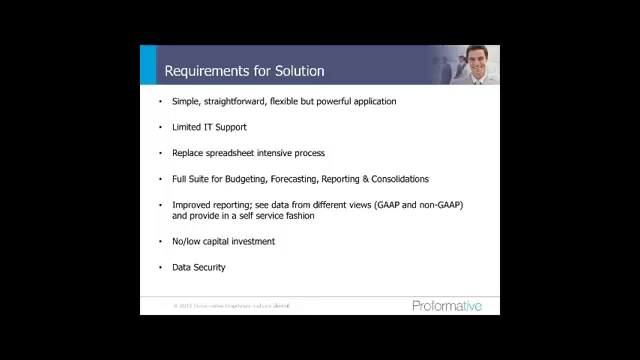 Requirements for Solution
• Simple, straightforward, flexible but powerful application
• Limited IT Support
• Replace spreadsheet intensive process
• Full Suite for Budgeting, Forecasting, Reporting & Consolidations
• Improved reporting; see data from different views (GAAP and non-GAAP)
and provide in a self service fashion
• No/low capital investment
• Data Security
Proformative